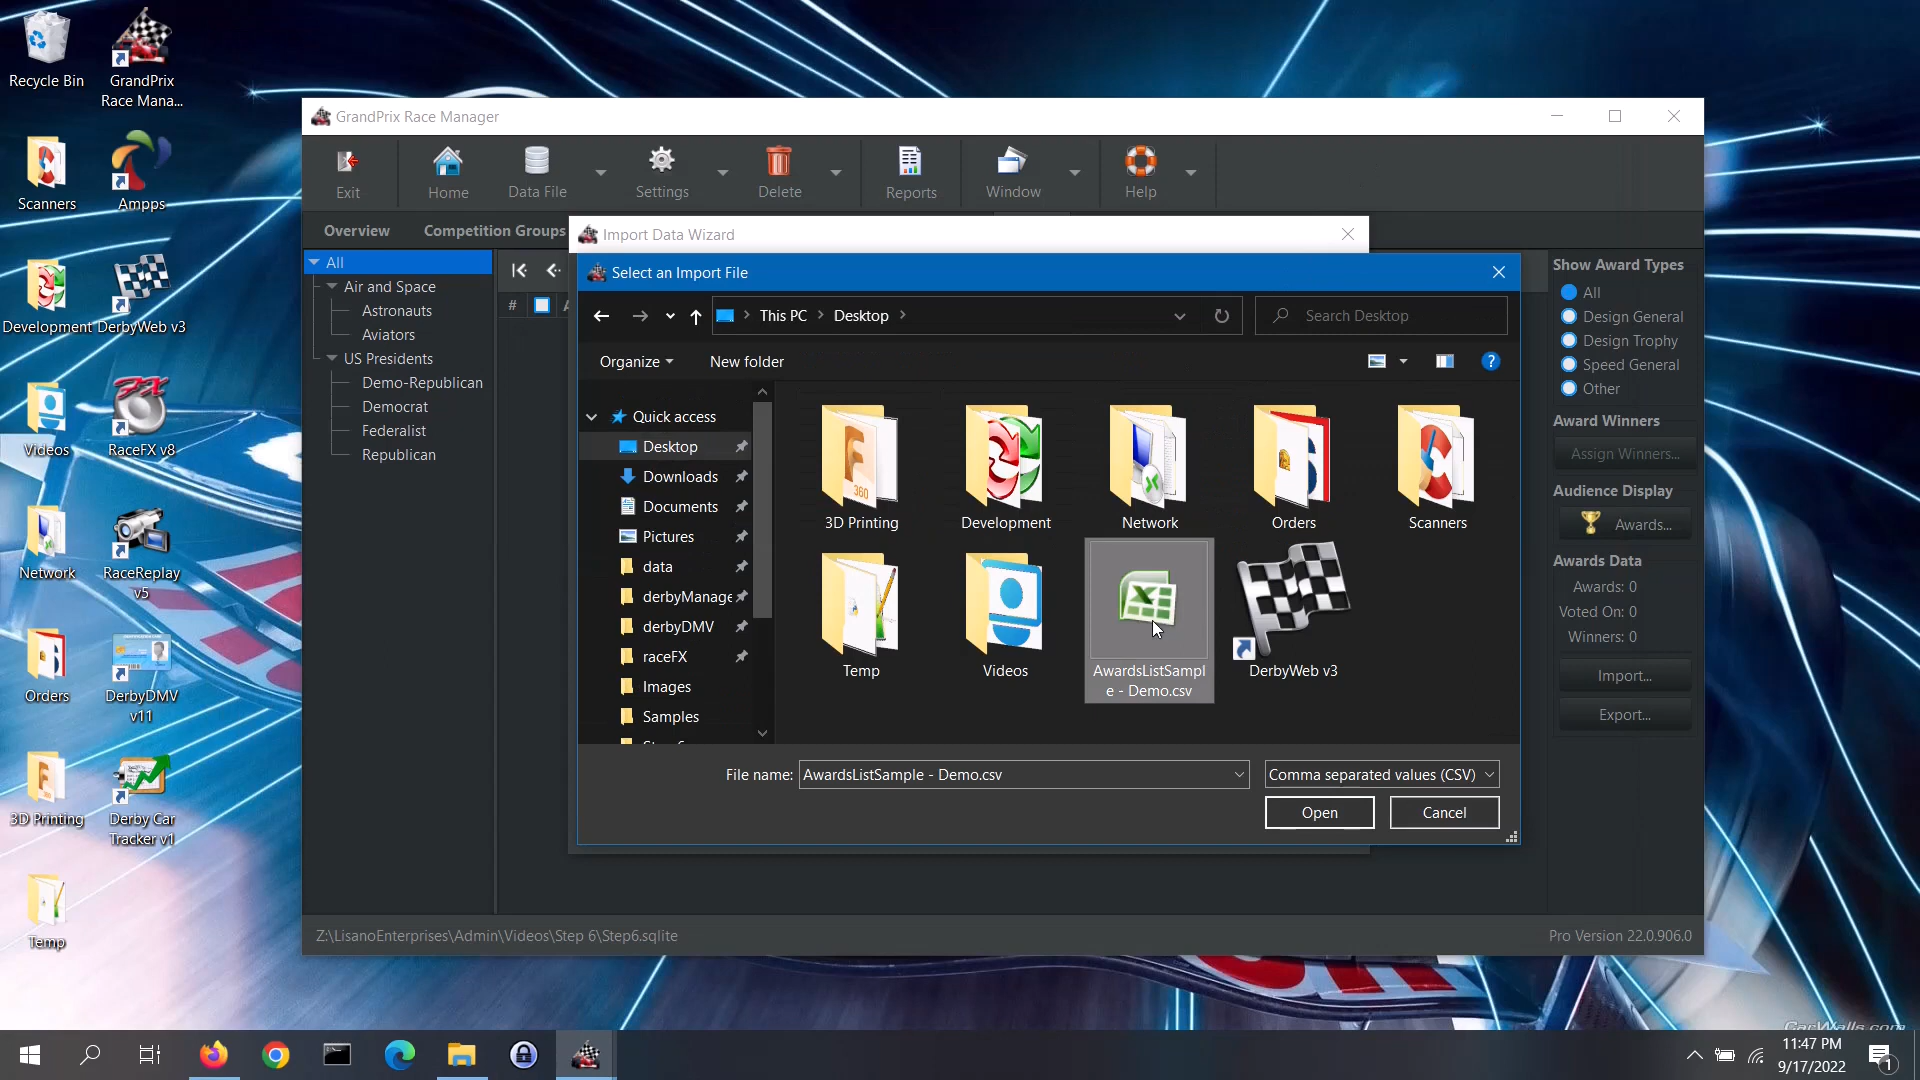 Recycle Bin
GrandPrix
Race Mana...
Scanners
Ampps
Development
DerbyWeb v3
Videos
RaceFX v8
Network
RaceReplay
v5
Orders
DerbyDMV
v11
3D Printing
Derby Car
Tracker v1
Temp
GrandPrix Race Manager
Exit
Home
Data File
Settings
Delete
Reports
Window
Help
Overview
Competition Groups
All
Air and Space
Astronauts
Aviators
US Presidents
Demo-Republican
Democrat
Federalist
Republican
#
Import Data Wizard
Select an Import File
This PC
Desktop
Search Desktop
Organize
New folder
?
Quick access
Desktop
Downloads
Documents
Pictures
data
derbyManage
derbyDMV
raceFX
Images
Samples
3D Printing
Development
Network
Orders
Scanners
Temp
Videos
AwardsListSampl
e - Demo.csv
DerbyWeb v3
File name:
AwardsListSample - Demo.csv
Comma separated values (CSV)
Open
Cancel
Show Award Types
All
Design General
Design Trophy
Speed General
Other
Award Winners
Assign Winners...
Audience Display
Awards...
Awards Data
Awards: 0
Voted On: 0
Winners: 0
Import...
Export...
Z:\LisanoEnterprises\Admin\Videos\Step 6\Step6.sqlite
Pro Version 22.0.906.0
CarWalls.com
11:47 PM
9/17/2022
1